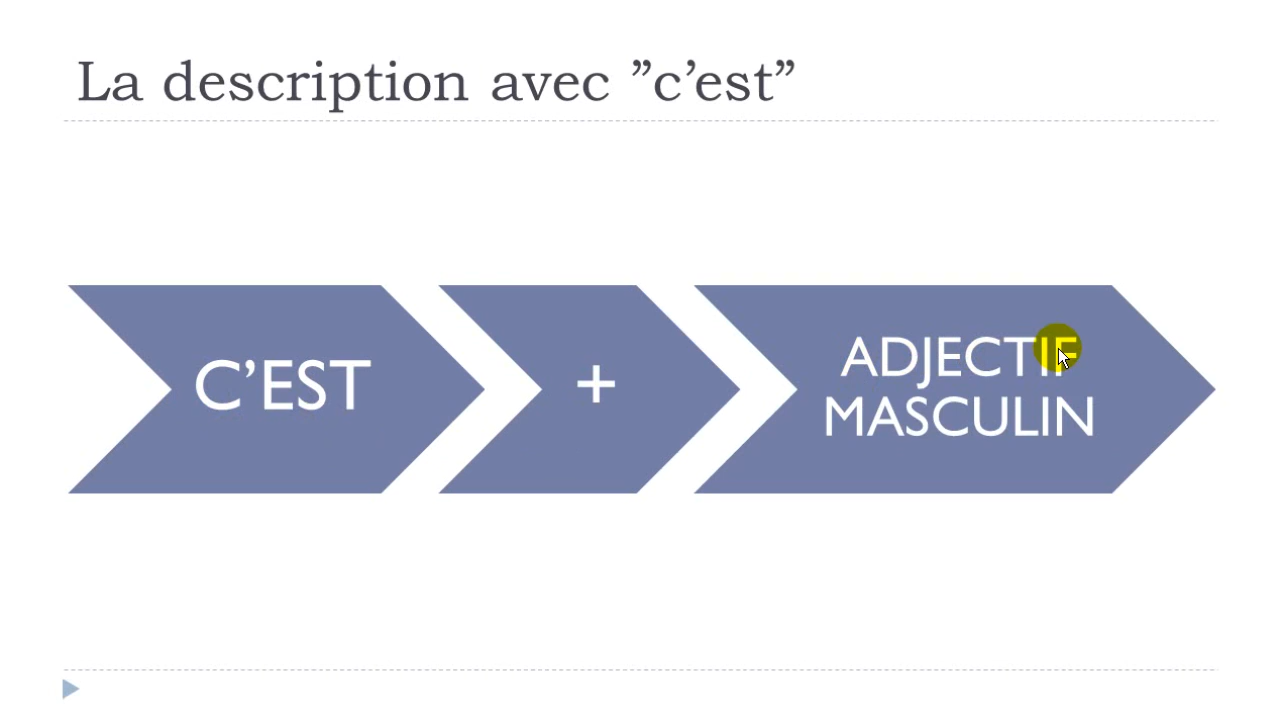 La description avec ”c’est”
C’EST
+
ADJECTIF
MASCULIN